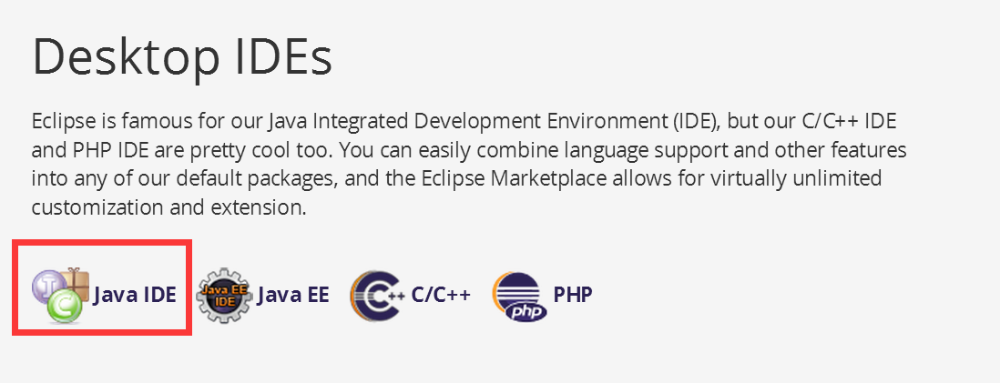 Desktop IDEs
Eclipse is famous for our Java Integrated Development Environment (IDE), but our C/C++ IDE
and PHP IDE are pretty cool too. You can easily combine language support and other features
into any of our default packages, and the Eclipse Marketplace allows for virtually unlimited
customization and extension.
J C Java IDE Java EE IDE Java EE C++ C/C++ php PHP